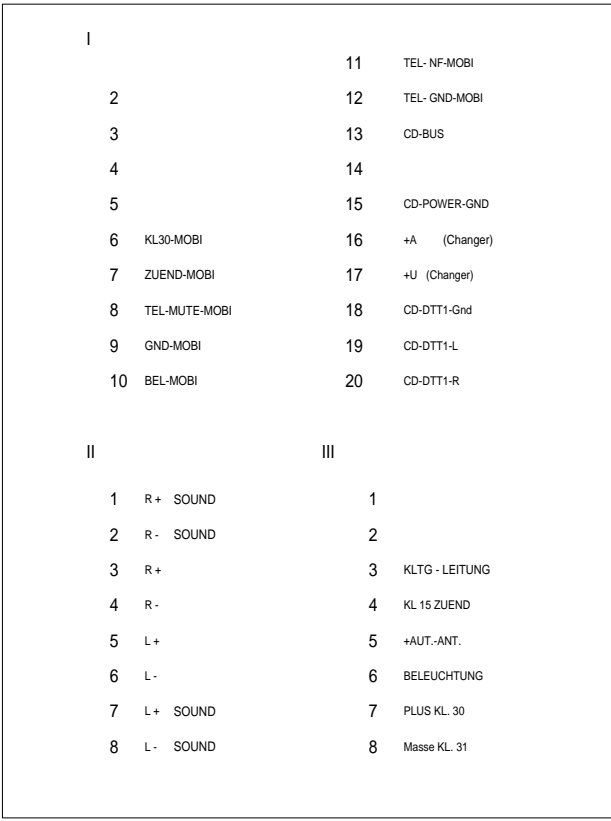 I
11 TEL- NF-MOBI
2 12 TEL- GND-MOBI
3 13 CD-BUS
4 14
5 15 CD-POWER-GND
6 KL30-MOBI 16 +A (Changer)
7 ZUEND-MOBI 17 +U (Changer)
8 TEL-MUTE-MOBI 18 CD-DTT1-Gnd
9 GND-MOBI 19 CD-DTT1-L
10 BEL-MOBI 20 CD-DTT1-R
II III
1 R + SOUND 1
2 R - SOUND 2
3 R + 3 KLTG - LEITUNG
4 R - 4 KL 15 ZUEND
5 L + 5 +AUT.-ANT.
6 L - 6 BELEUCHTUNG
7 L + SOUND 7 PLUS KL. 30
8 L - SOUND 8 Masse KL. 31